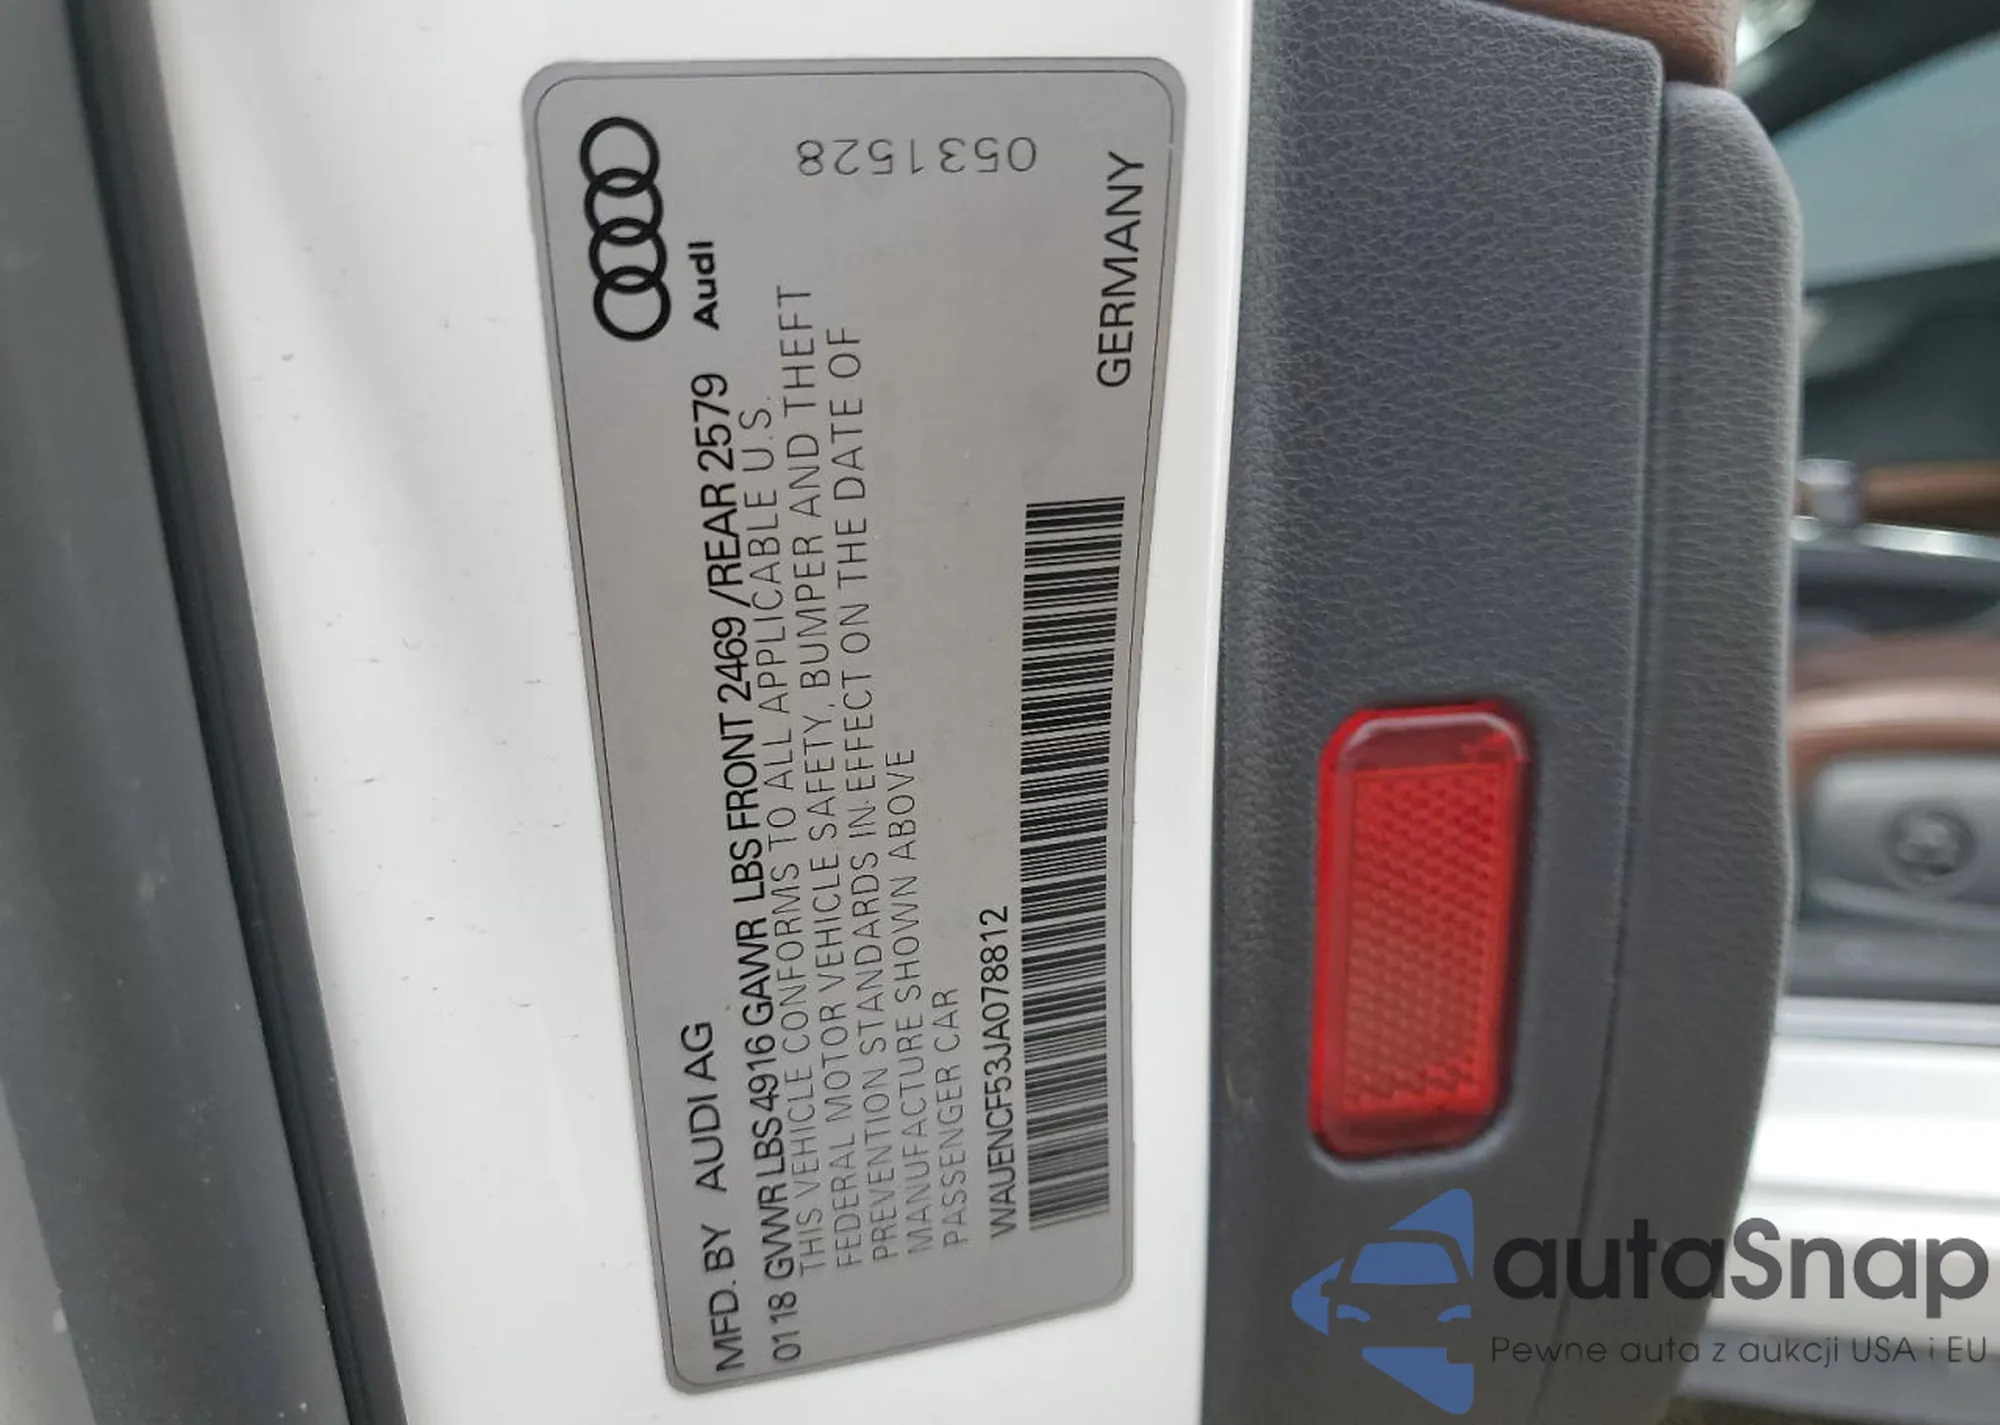 MFD. BY AUDI AG
0118 GVWR LBS 4916 GAWR LBS FRONT 2469 /REAR 2579
Audi
THIS VEHICLE CONFORMS TO ALL APPLICABLE U.S.
FEDERAL MOTOR VEHICLE SAFETY, BUMPER AND THEFT
PREVENTION STANDARDS IN EFFECT ON THE DATE OF
MANUFACTURE SHOWN ABOVE
PASSENGER CAR
0531528
WAUENCF53JA078812
GERMANY
autaSnap
Pewne auta z aukcji USA i EU